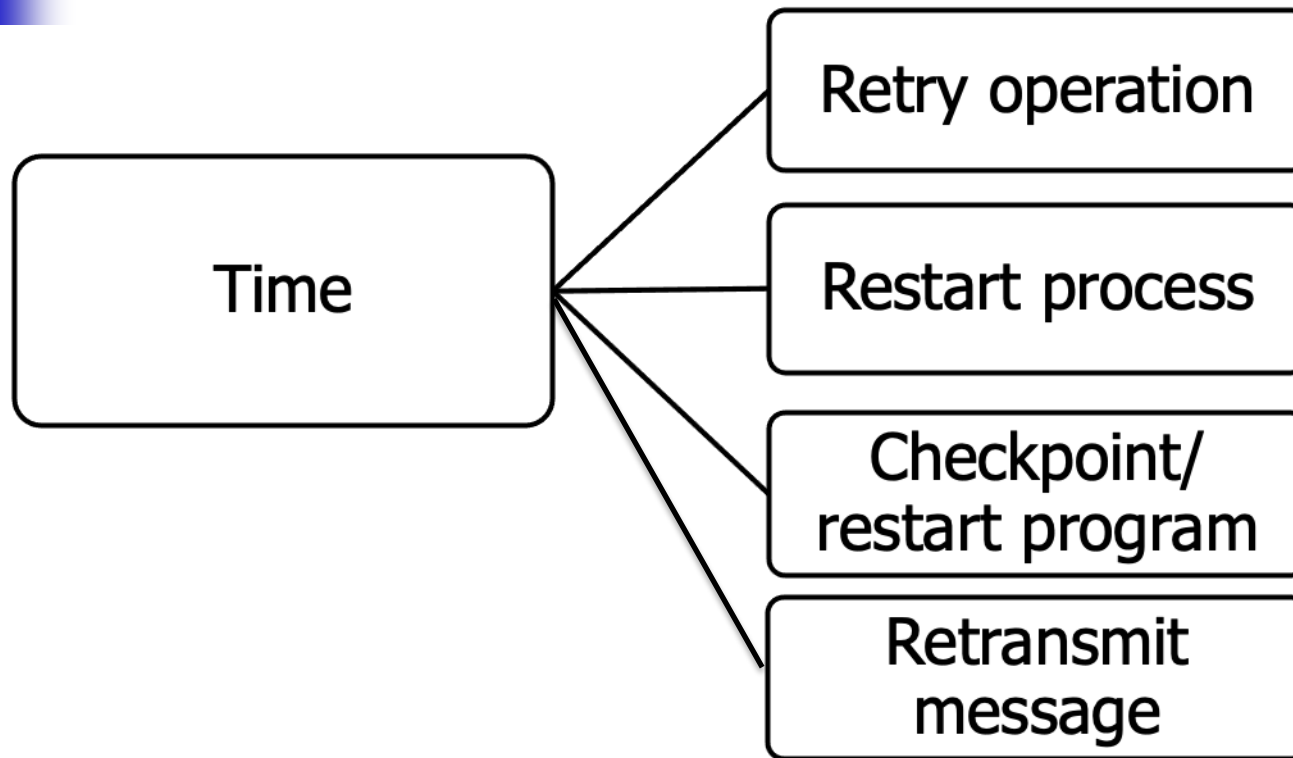 Time
Retry operation
Restart process
Checkpoint/
restart program
Retransmit
message